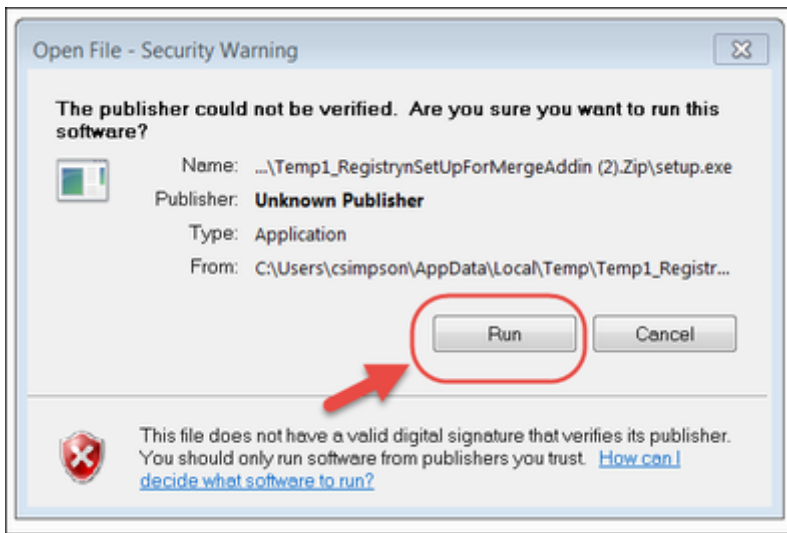 Open File - Security Warning
The publisher could not be verified. Are you sure you want to run this
software?
Name: ...\Temp1_RegistrynSetUpForMergeAddin (2).Zip\setup.exe
Publisher: Unknown Publisher
Type: Application
From: C:\Users\csimpson\AppData\Local\Temp\Temp1_Registr...
Run Cancel
This file does not have a valid digital signature that verifies its publisher.
You should only run software from publishers you trust. How can I
decide what software to run?